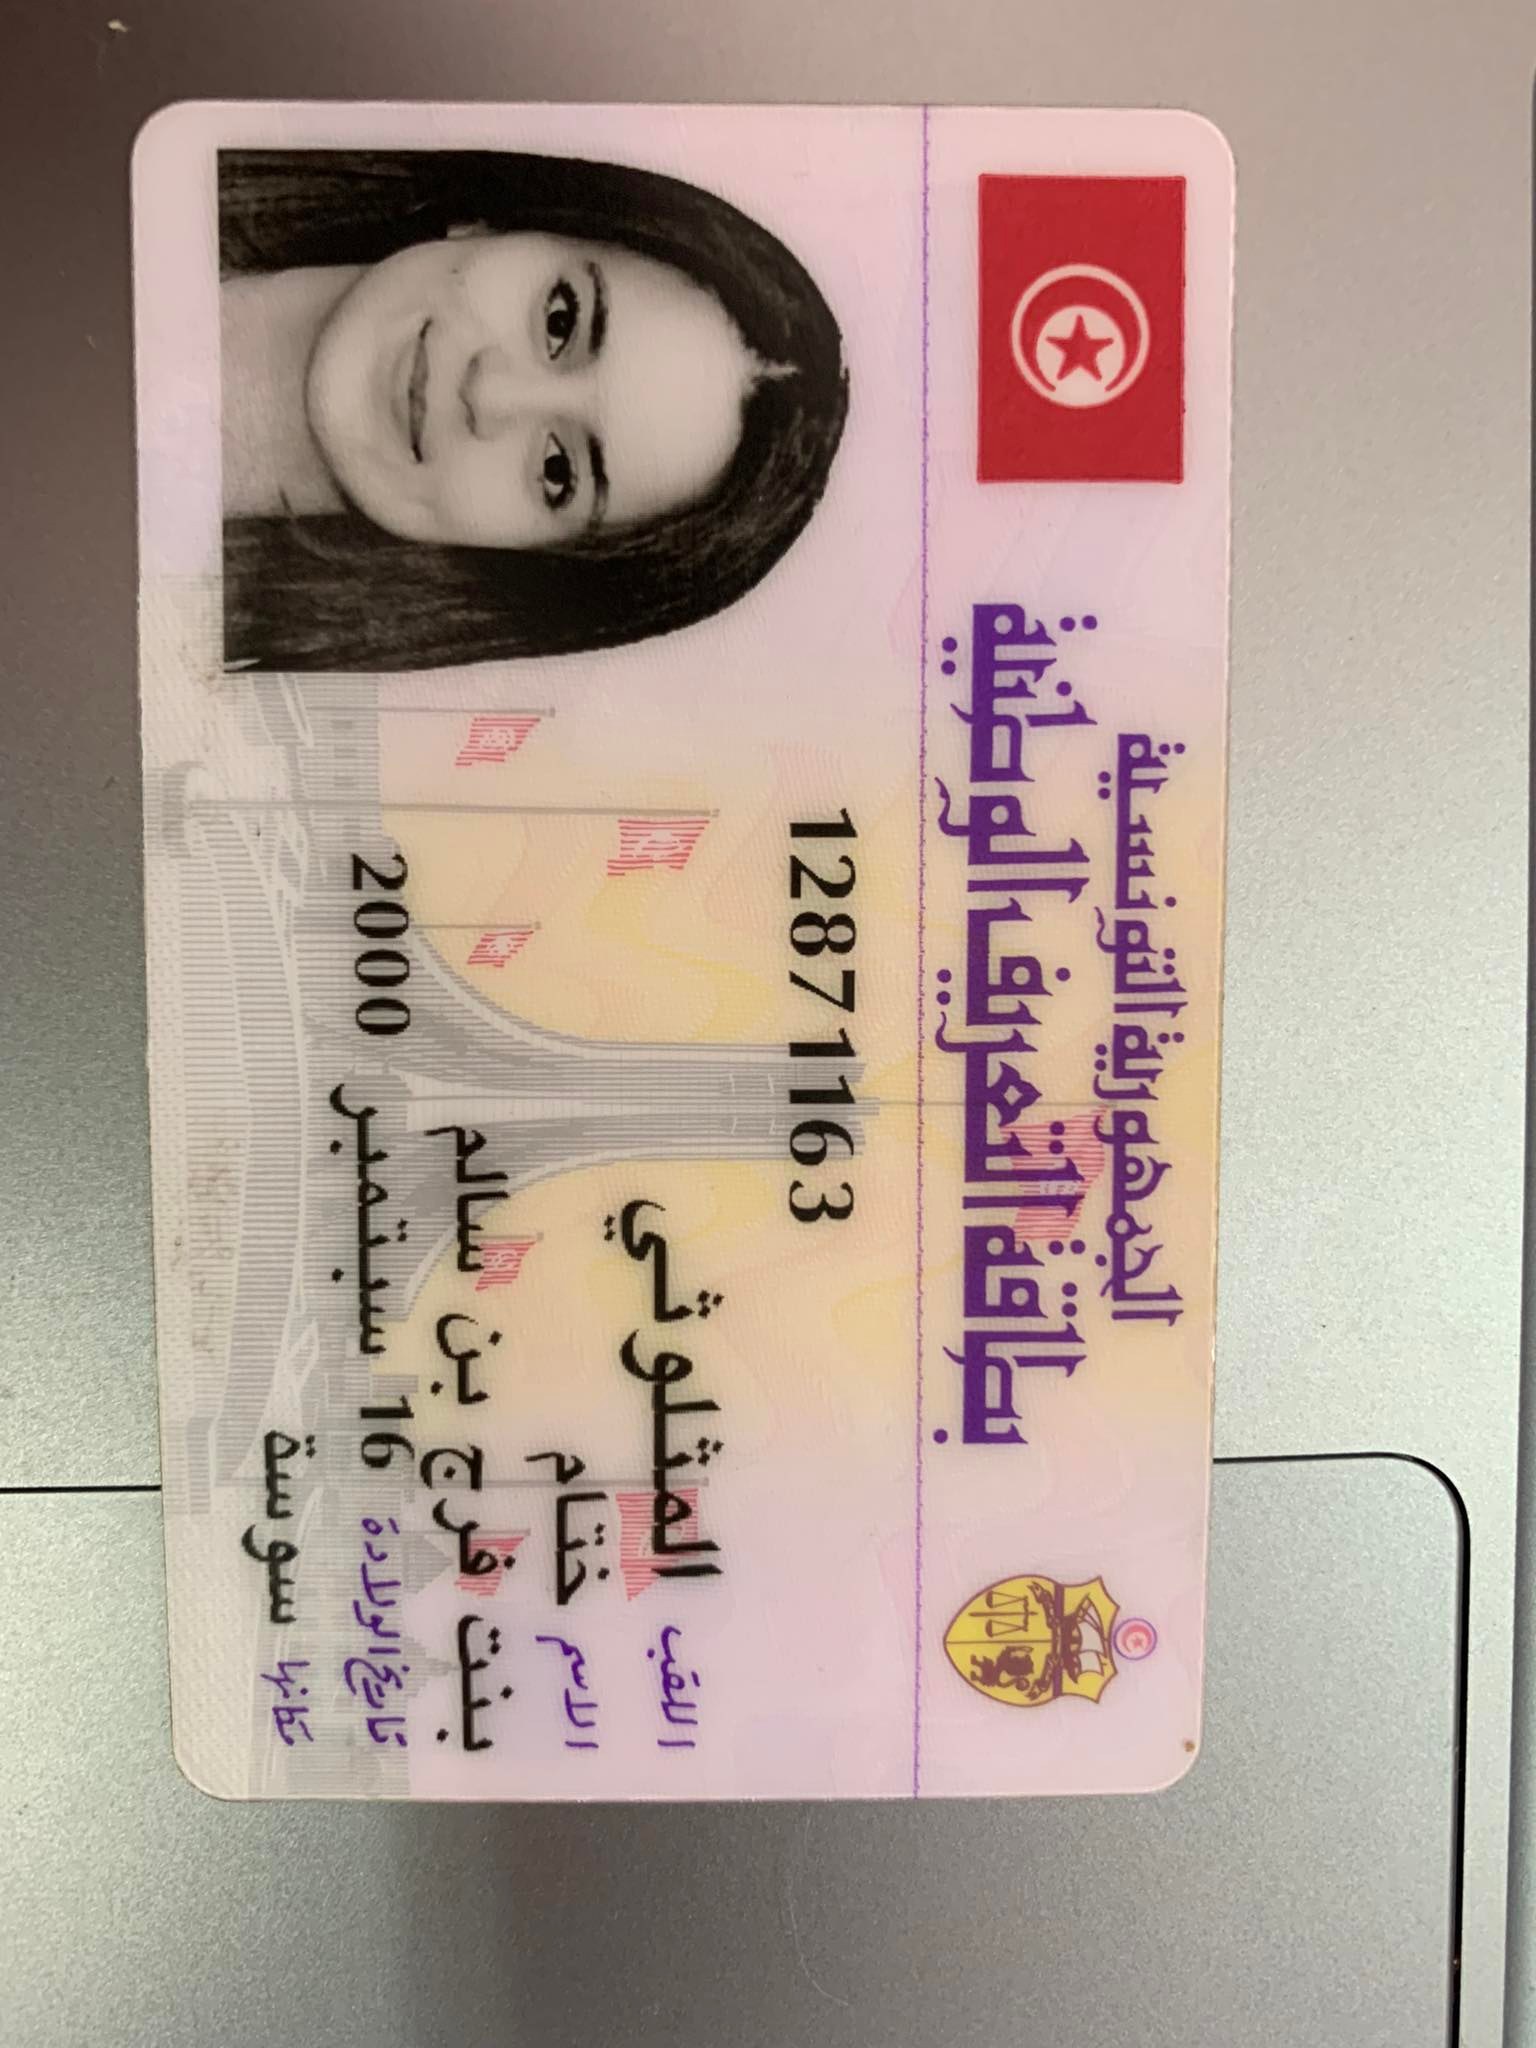 الجمهورية التونسية
بطاقة التعريف الوطنية
12871163
اللقب المثلوثي
الاسم ختام
بنت فرج بن سالم
تاريخ الولادة 16 سبتمبر 2000
مكانها سوسة